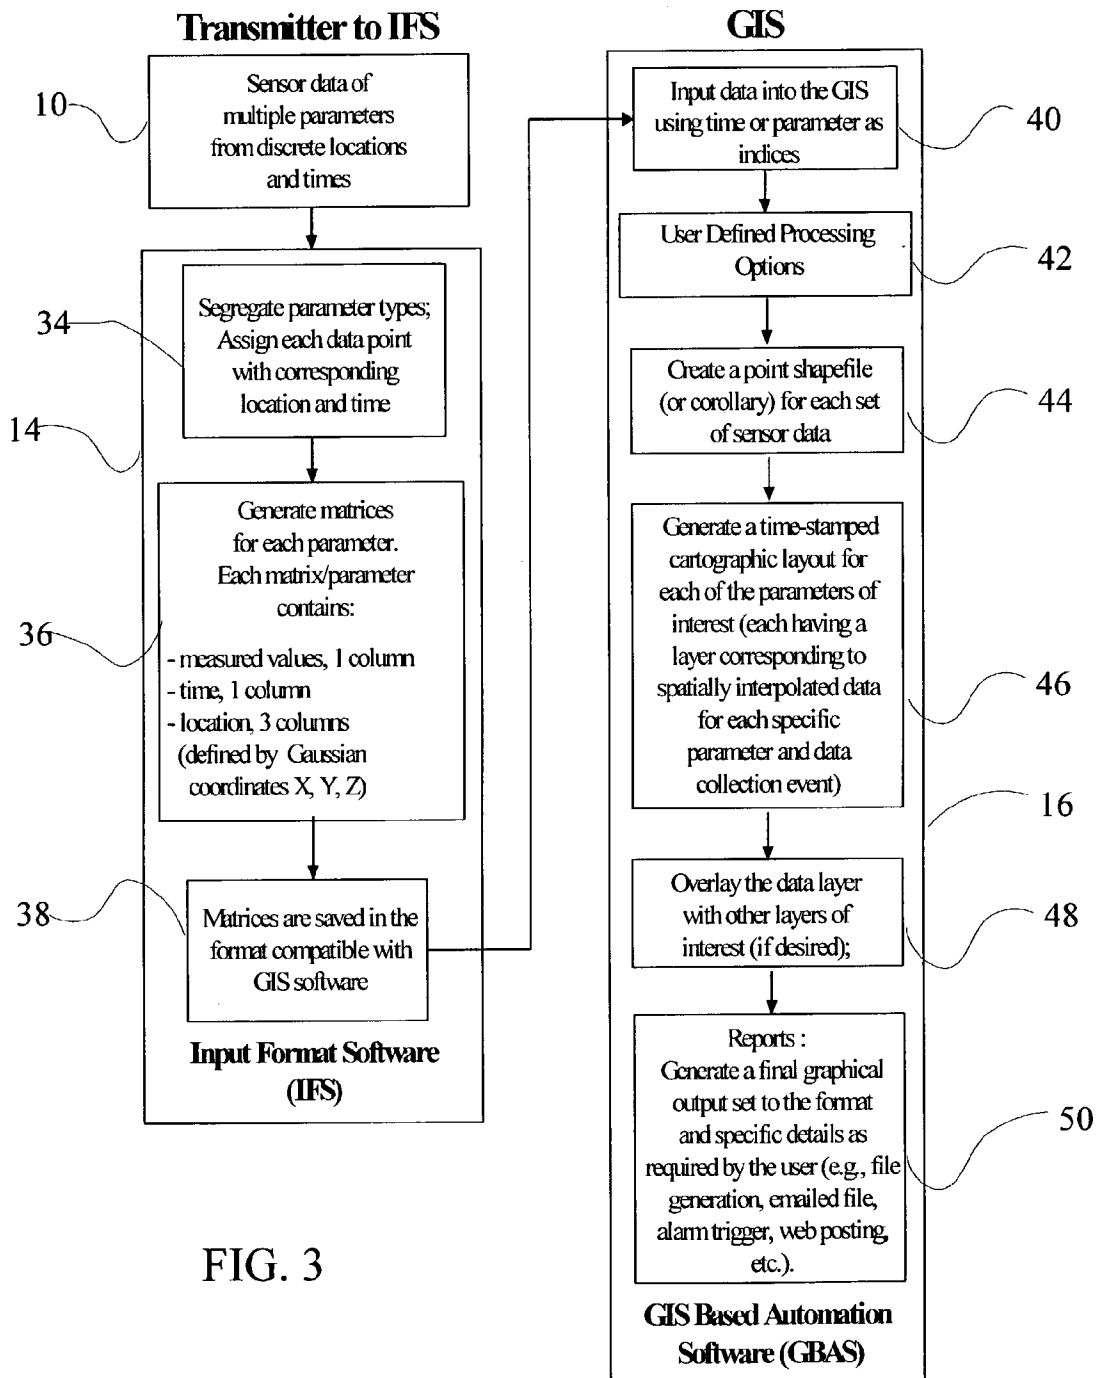 Transmitter to IFS
10
Sensor data of
multiple parameters
from discrete locations
and times
34
Segregate parameter types;
Assign each data point
with corresponding
location and time
14
36
Generate matrices
for each parameter.
Each matrix/parameter
contains:
- measured values, 1 column
- time, 1 column
- location, 3 columns
(defined by Gaussian
coordinates X, Y, Z)
38
Matrices are saved in the
format compatible with
GIS software
Input Format Software
(IFS)
FIG. 3
GIS
Input data into the GIS
using time or parameter as
indices
40
User Defined Processing
Options
42
Create a point shapefile
(or corollary) for each set
of sensor data
44
Generate a time-stamped
cartographic layout for
each of the parameters of
interest (each having a
layer corresponding to
spatially interpolated data
for each specific
parameter and data
collection event)
46
16
Overlay the data layer
with other layers of
interest (if desired);
48
Reports :
Generate a final graphical
output set to the format
and specific details as
required by the user (e.g., file
generation, emailed file,
alarm trigger, web posting,
etc.).
50
GIS Based Automation
Software (GBAS)